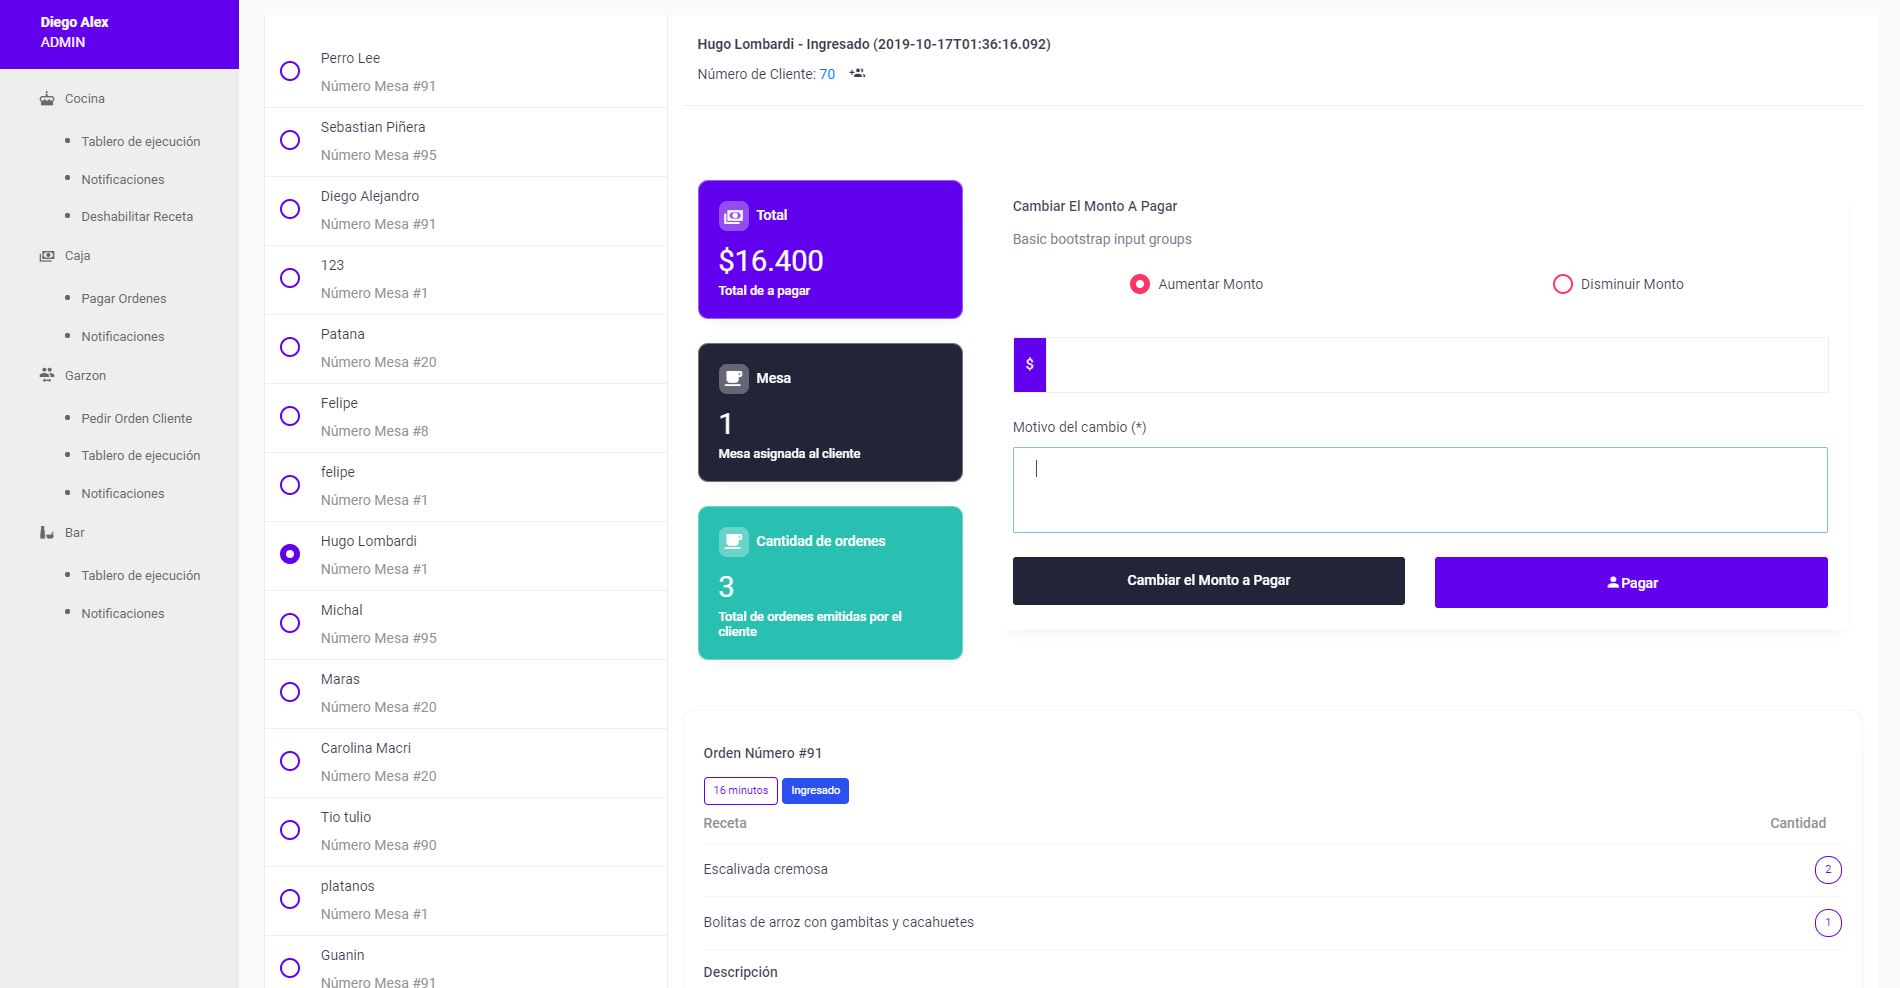 Diego Alex
ADMIN
Cocina
Tablero de ejecución
Notificaciones
Deshabilitar Receta
Caja
Pagar Ordenes
Notificaciones
Garzon
Pedir Orden Cliente
Tablero de ejecución
Notificaciones
Bar
Tablero de ejecución
Notificaciones
Perro Lee
Número Mesa #91
Sebastian Piñera
Número Mesa #95
Diego Alejandro
Número Mesa #91
123
Número Mesa #1
Patana
Número Mesa #20
Felipe
Número Mesa #8
felipe
Número Mesa #1
Hugo Lombardi
Número Mesa #1
Michal
Número Mesa #95
Maras
Número Mesa #20
Carolina Macri
Número Mesa #20
Tio tulio
Número Mesa #90
platanos
Número Mesa #1
Guanin
Número Mesa #91
Hugo Lombardi - Ingresado (2019-10-17T01:36:16.092)
Número de Cliente: 70
Total
$16.400
Total de a pagar
Mesa
1
Mesa asignada al cliente
Cantidad de ordenes
3
Total de ordenes emitidas por el
cliente
Cambiar El Monto A Pagar
Basic bootstrap input groups
Aumentar Monto
Disminuir Monto
$
Motivo del cambio (*)
Cambiar el Monto a Pagar
Pagar
Orden Número #91
16 minutos Ingresado
Receta Cantidad
Escalivada cremosa 2
Bolitas de arroz con gambitas y cacahuetes 1
Descripción